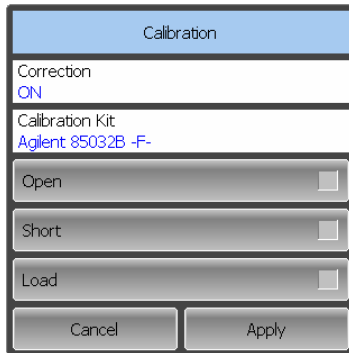 Calibration
Correction
ON
Calibration Kit
Agilent 85032B -F-
Open
Short
Load
Cancel Apply